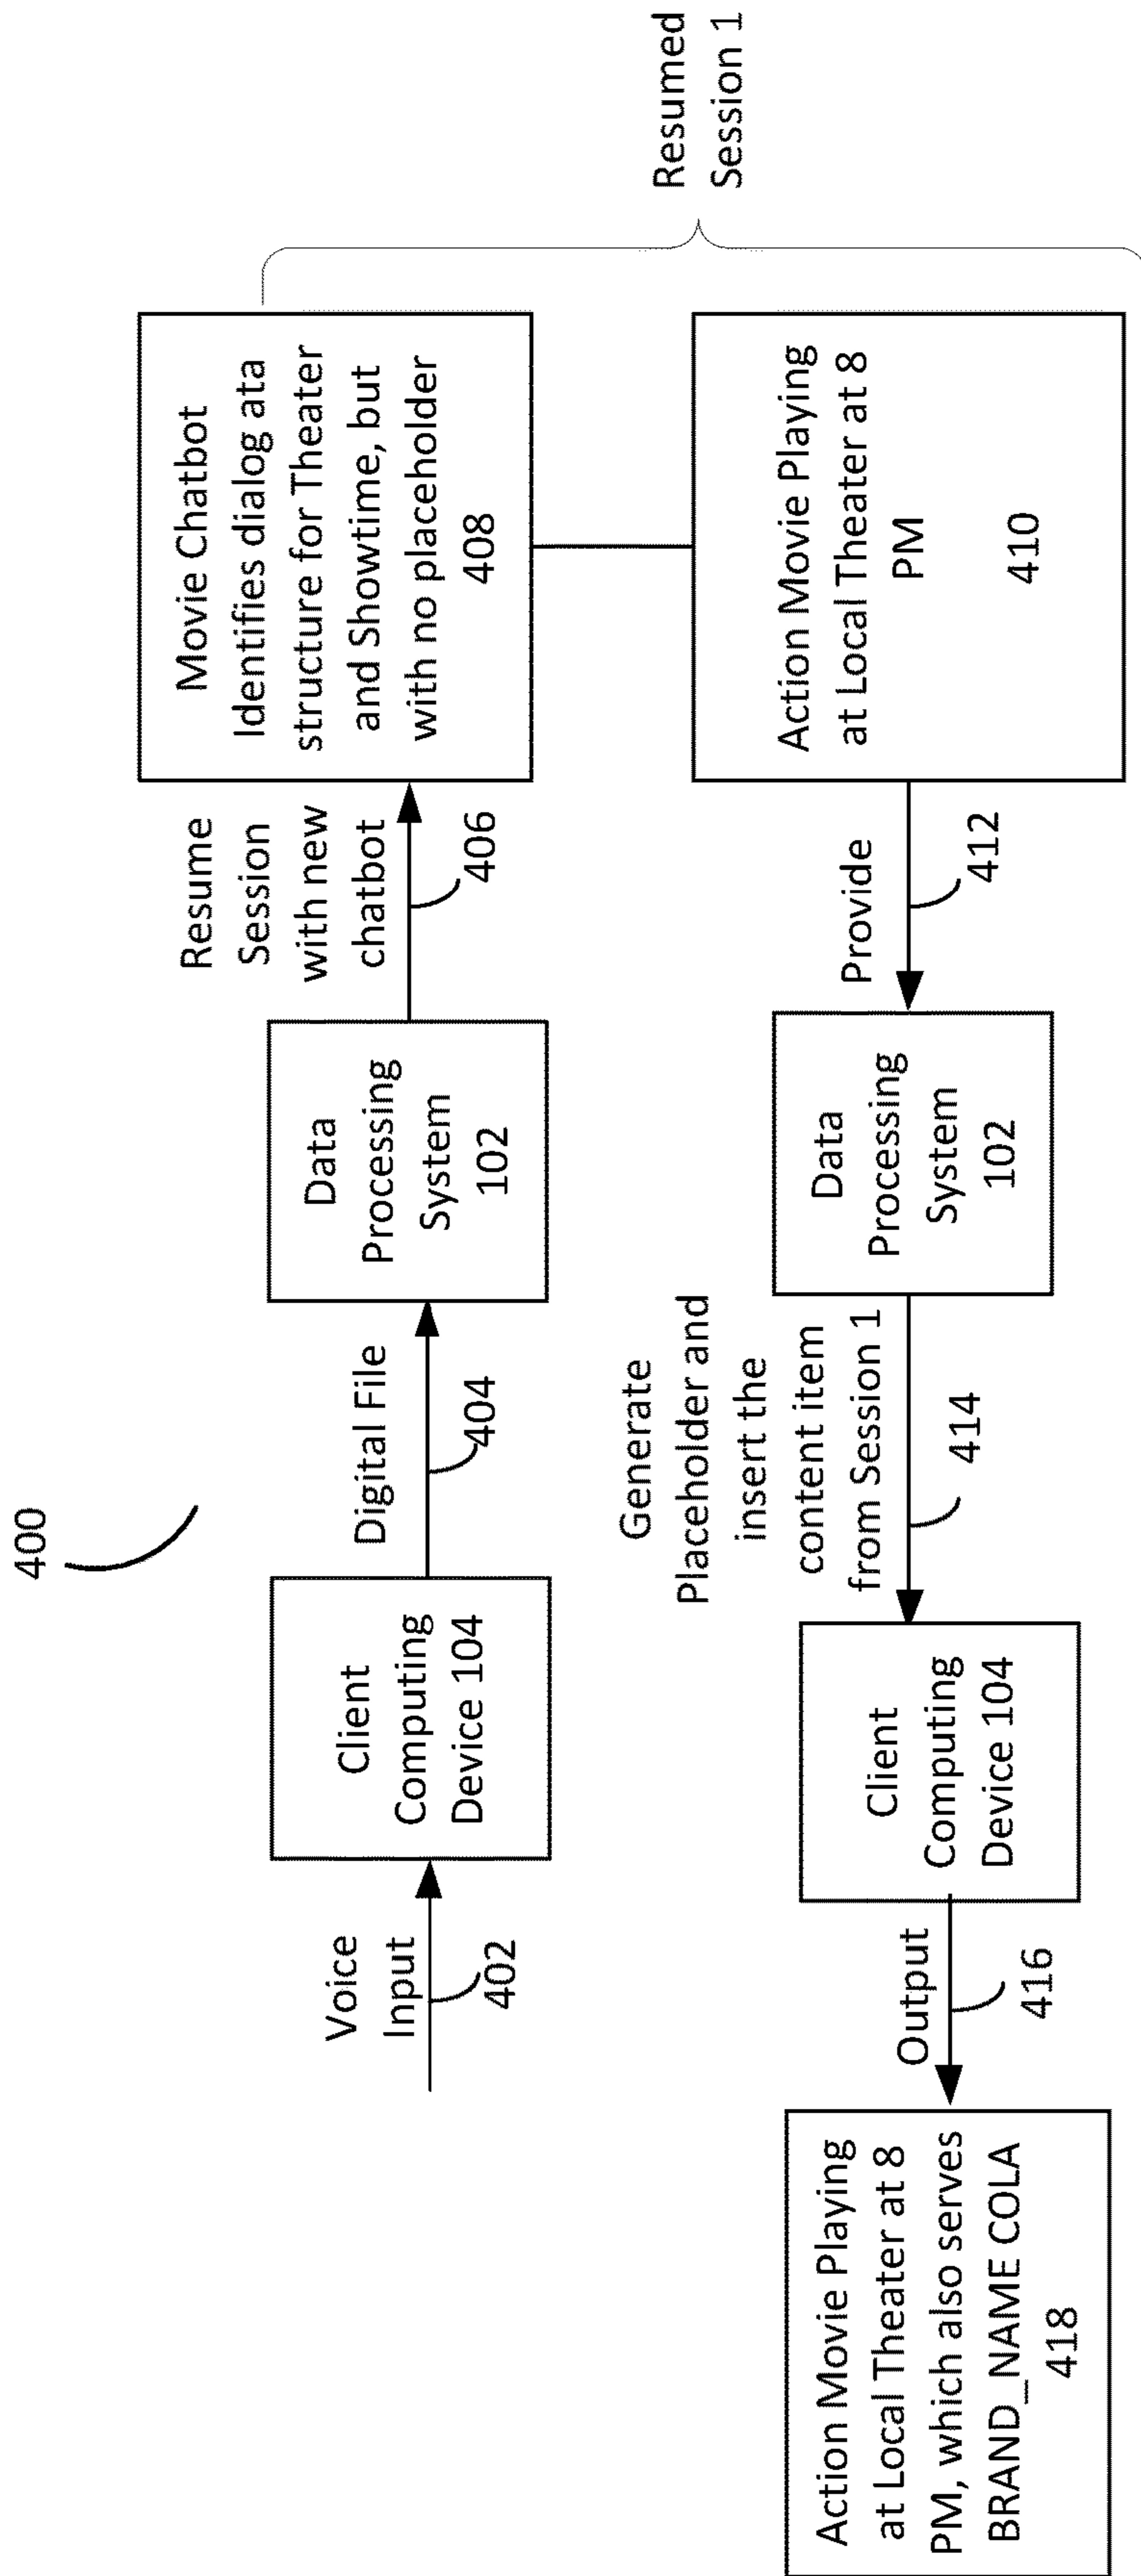 400
Voice
Input
402
Client
Computing
Device 104
Digital File
404
Data
Processing
System
102
Resume
Session
with new
chatbot
406
Movie Chatbot
Identifies dialog ata
structure for Theater
and Showtime, but
with no placeholder
408
Resumed
Session 1
Action Movie Playing
at Local Theater at 8
PM
410
Provide
412
Data
Processing
System
102
Generate
Placeholder and
insert the
content item
from Session 1
414
Client
Computing
Device 104
Output
416
Action Movie Playing
at Local Theater at 8
PM, which also serves
BRAND_NAME COLA
418